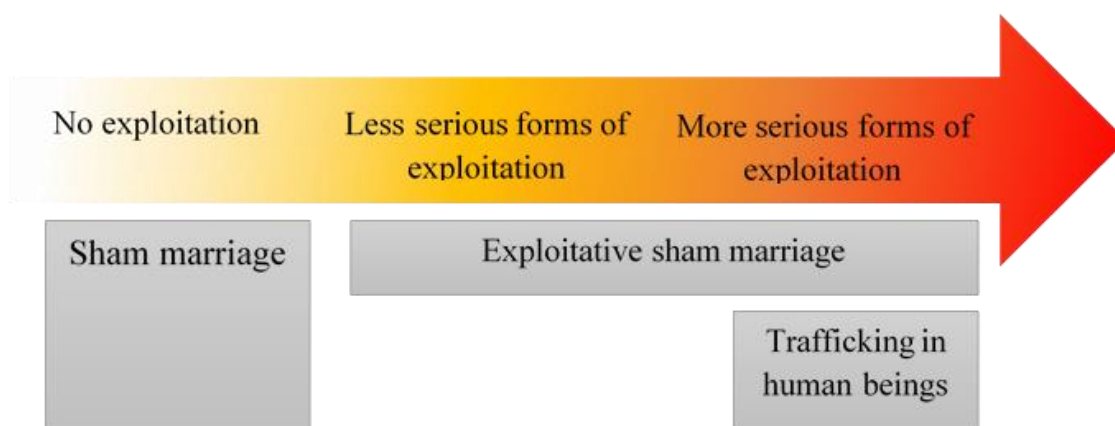 No exploitation
Less serious forms of
exploitation
More serious forms of
exploitation
Sham marriage
Exploitative sham marriage
Trafficking in
human beings